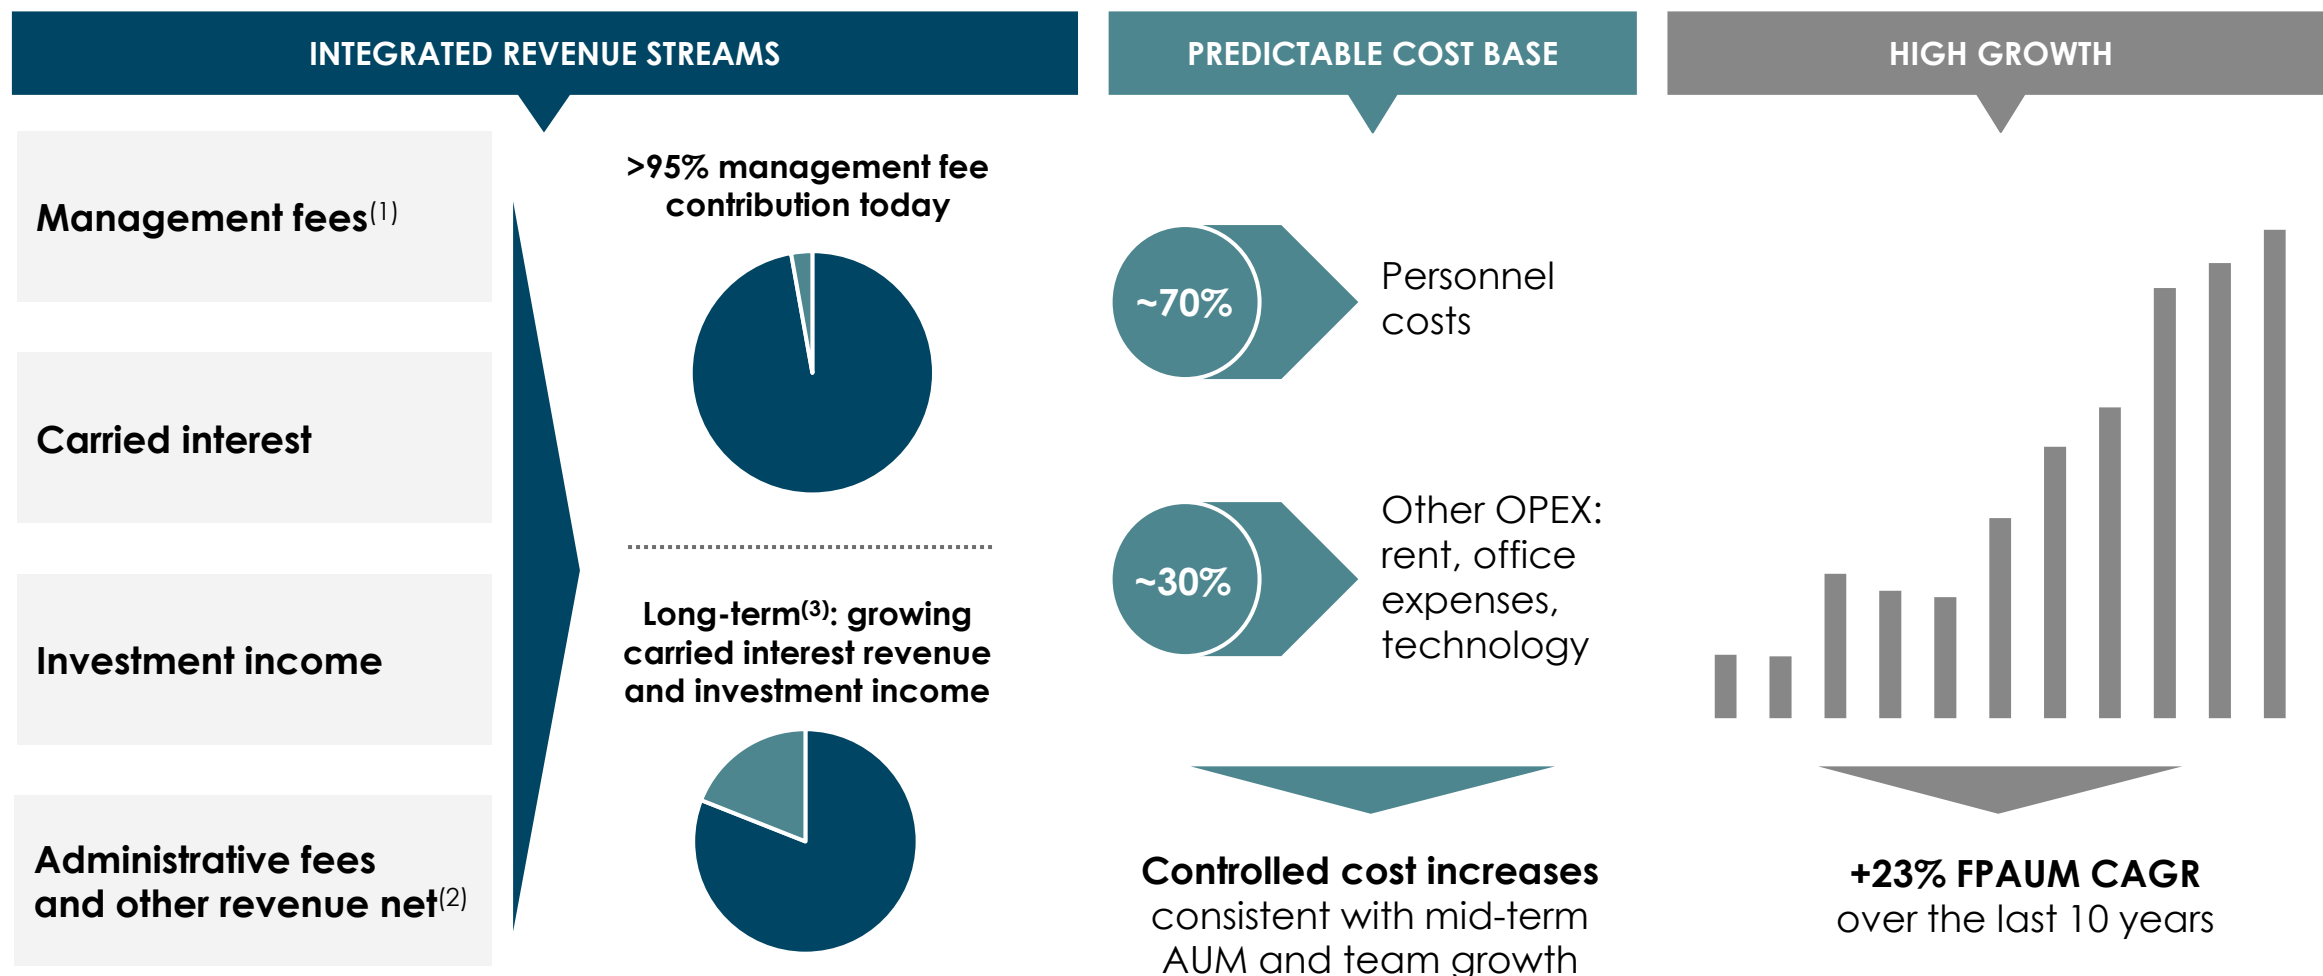 INTEGRATED REVENUE STREAMS
Management fees(1)
Carried interest
Investment income
Administrative fees
and other revenue net(2)
>95% management fee
contribution today
Long-term(3): growing
carried interest revenue
and investment income
PREDICTABLE COST BASE
~70%
Personnel
costs
~30%
Other OPEX:
rent, office
expenses,
technology
Controlled cost increases
consistent with mid-term
AUM and team growth
HIGH GROWTH
+23% FPAUM CAGR
over the last 10 years